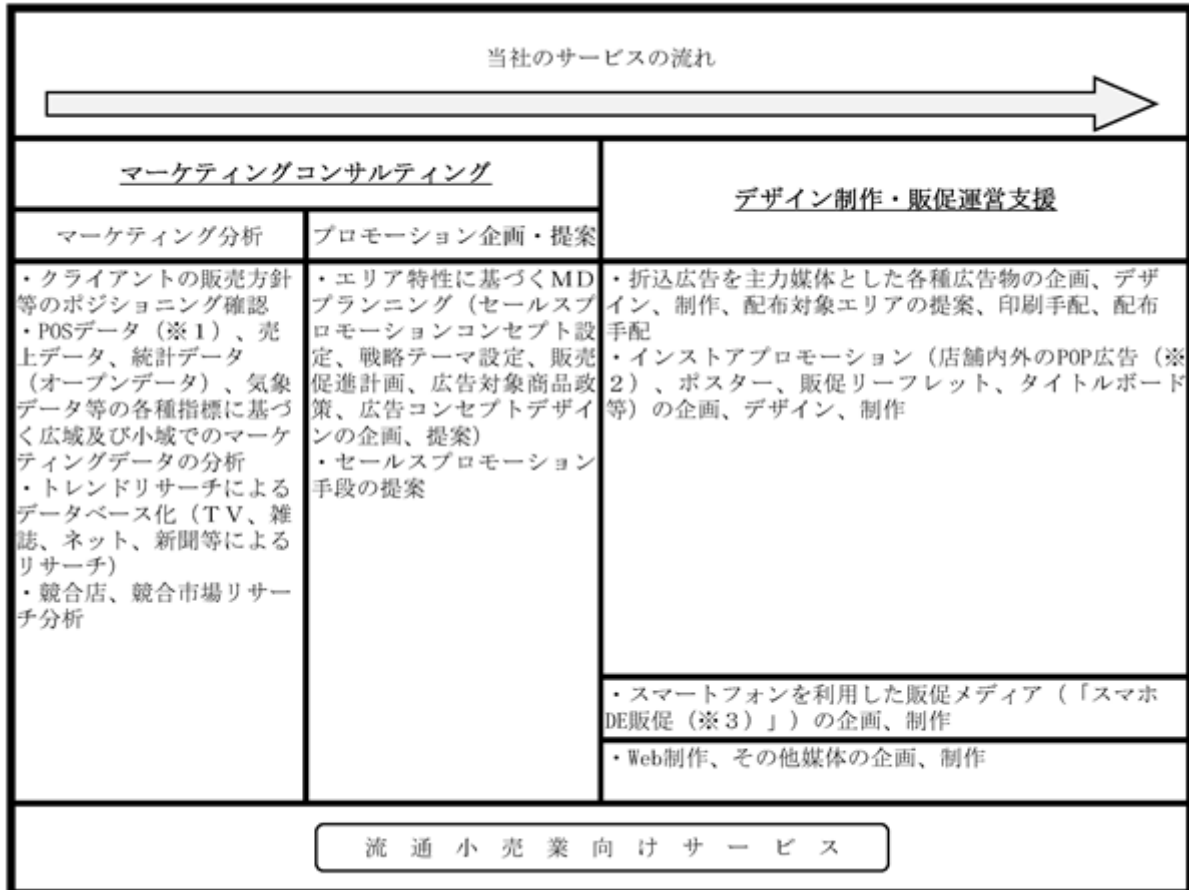 当社のサービスの流れ
マーケティングコンサルティング
デザイン制作・販促運営支援
マーケティング分析
プロモーション企画・提案
・クライアントの販売方針
等のポジショニング確認
・POSデータ（※１）、売
上データ、統計データ
（オープンデータ）、気象
データ等の各種指標に基づ
く広域及び小域でのマーケ
ティングデータの分析
・トレンドリサーチによる
データベース化（ＴＶ、雑
誌、ネット、新聞等による
リサーチ）
・競合店、競合市場リサー
チ分析
・エリア特性に基づくＭＤ
プランニング（セールスプ
ロモーションコンセプト設
定、戦略テーマ設定、販売
促進計画、広告対象商品政
策、広告コンセプトデザイ
ンの企画、提案）
・セールスプロモーション
手段の提案
・折込広告を主力媒体とした各種広告物の企画、デザ
イン、制作、配布対象エリアの提案、印刷手配、配布
手配
・インストアプロモーション（店舗内外のPOP広告（※
２）、ポスター、販促リーフレット、タイトルボード
等）の企画、デザイン、制作
・スマートフォンを利用した販促メディア（「スマホ
DE販促（※３）」）の企画、制作
・Web制作、その他媒体の企画、制作
流通小売業向けサービス